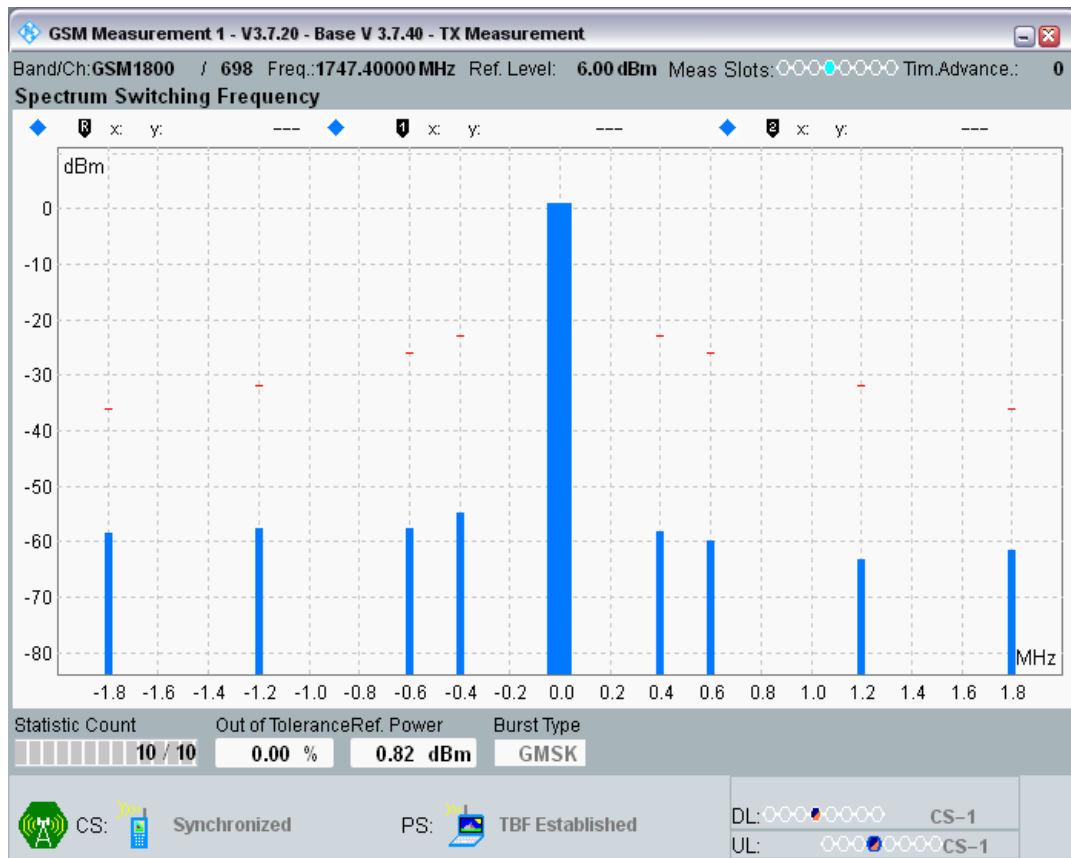 GSM Measurement 1 - V3.7.20 - Base V 3.7.40 - TX Measurement
Band/Ch:GSM1800 / 698 Freq.:1747.40000 MHz Ref. Level: 6.00 dBm Meas Slots: Tim.Advance.: 0
Spectrum Switching Frequency
R x: y: --- 1 x: y: --- 2 x: y: ---
dBm
0
-10
-20
-30
-40
-50
-60
-70
-80
MHz
-1.8 -1.6 -1.4 -1.2 -1.0 -0.8 -0.6 -0.4 -0.2 0.0 0.2 0.4 0.6 0.8 1.0 1.2 1.4 1.6 1.8
Statistic Count Out of Tolerance Ref. Power Burst Type
10 / 10 0.00 % 0.82 dBm GMSK
CS: Synchronized PS: TBF Established
DL: CS-1
UL: CS-1